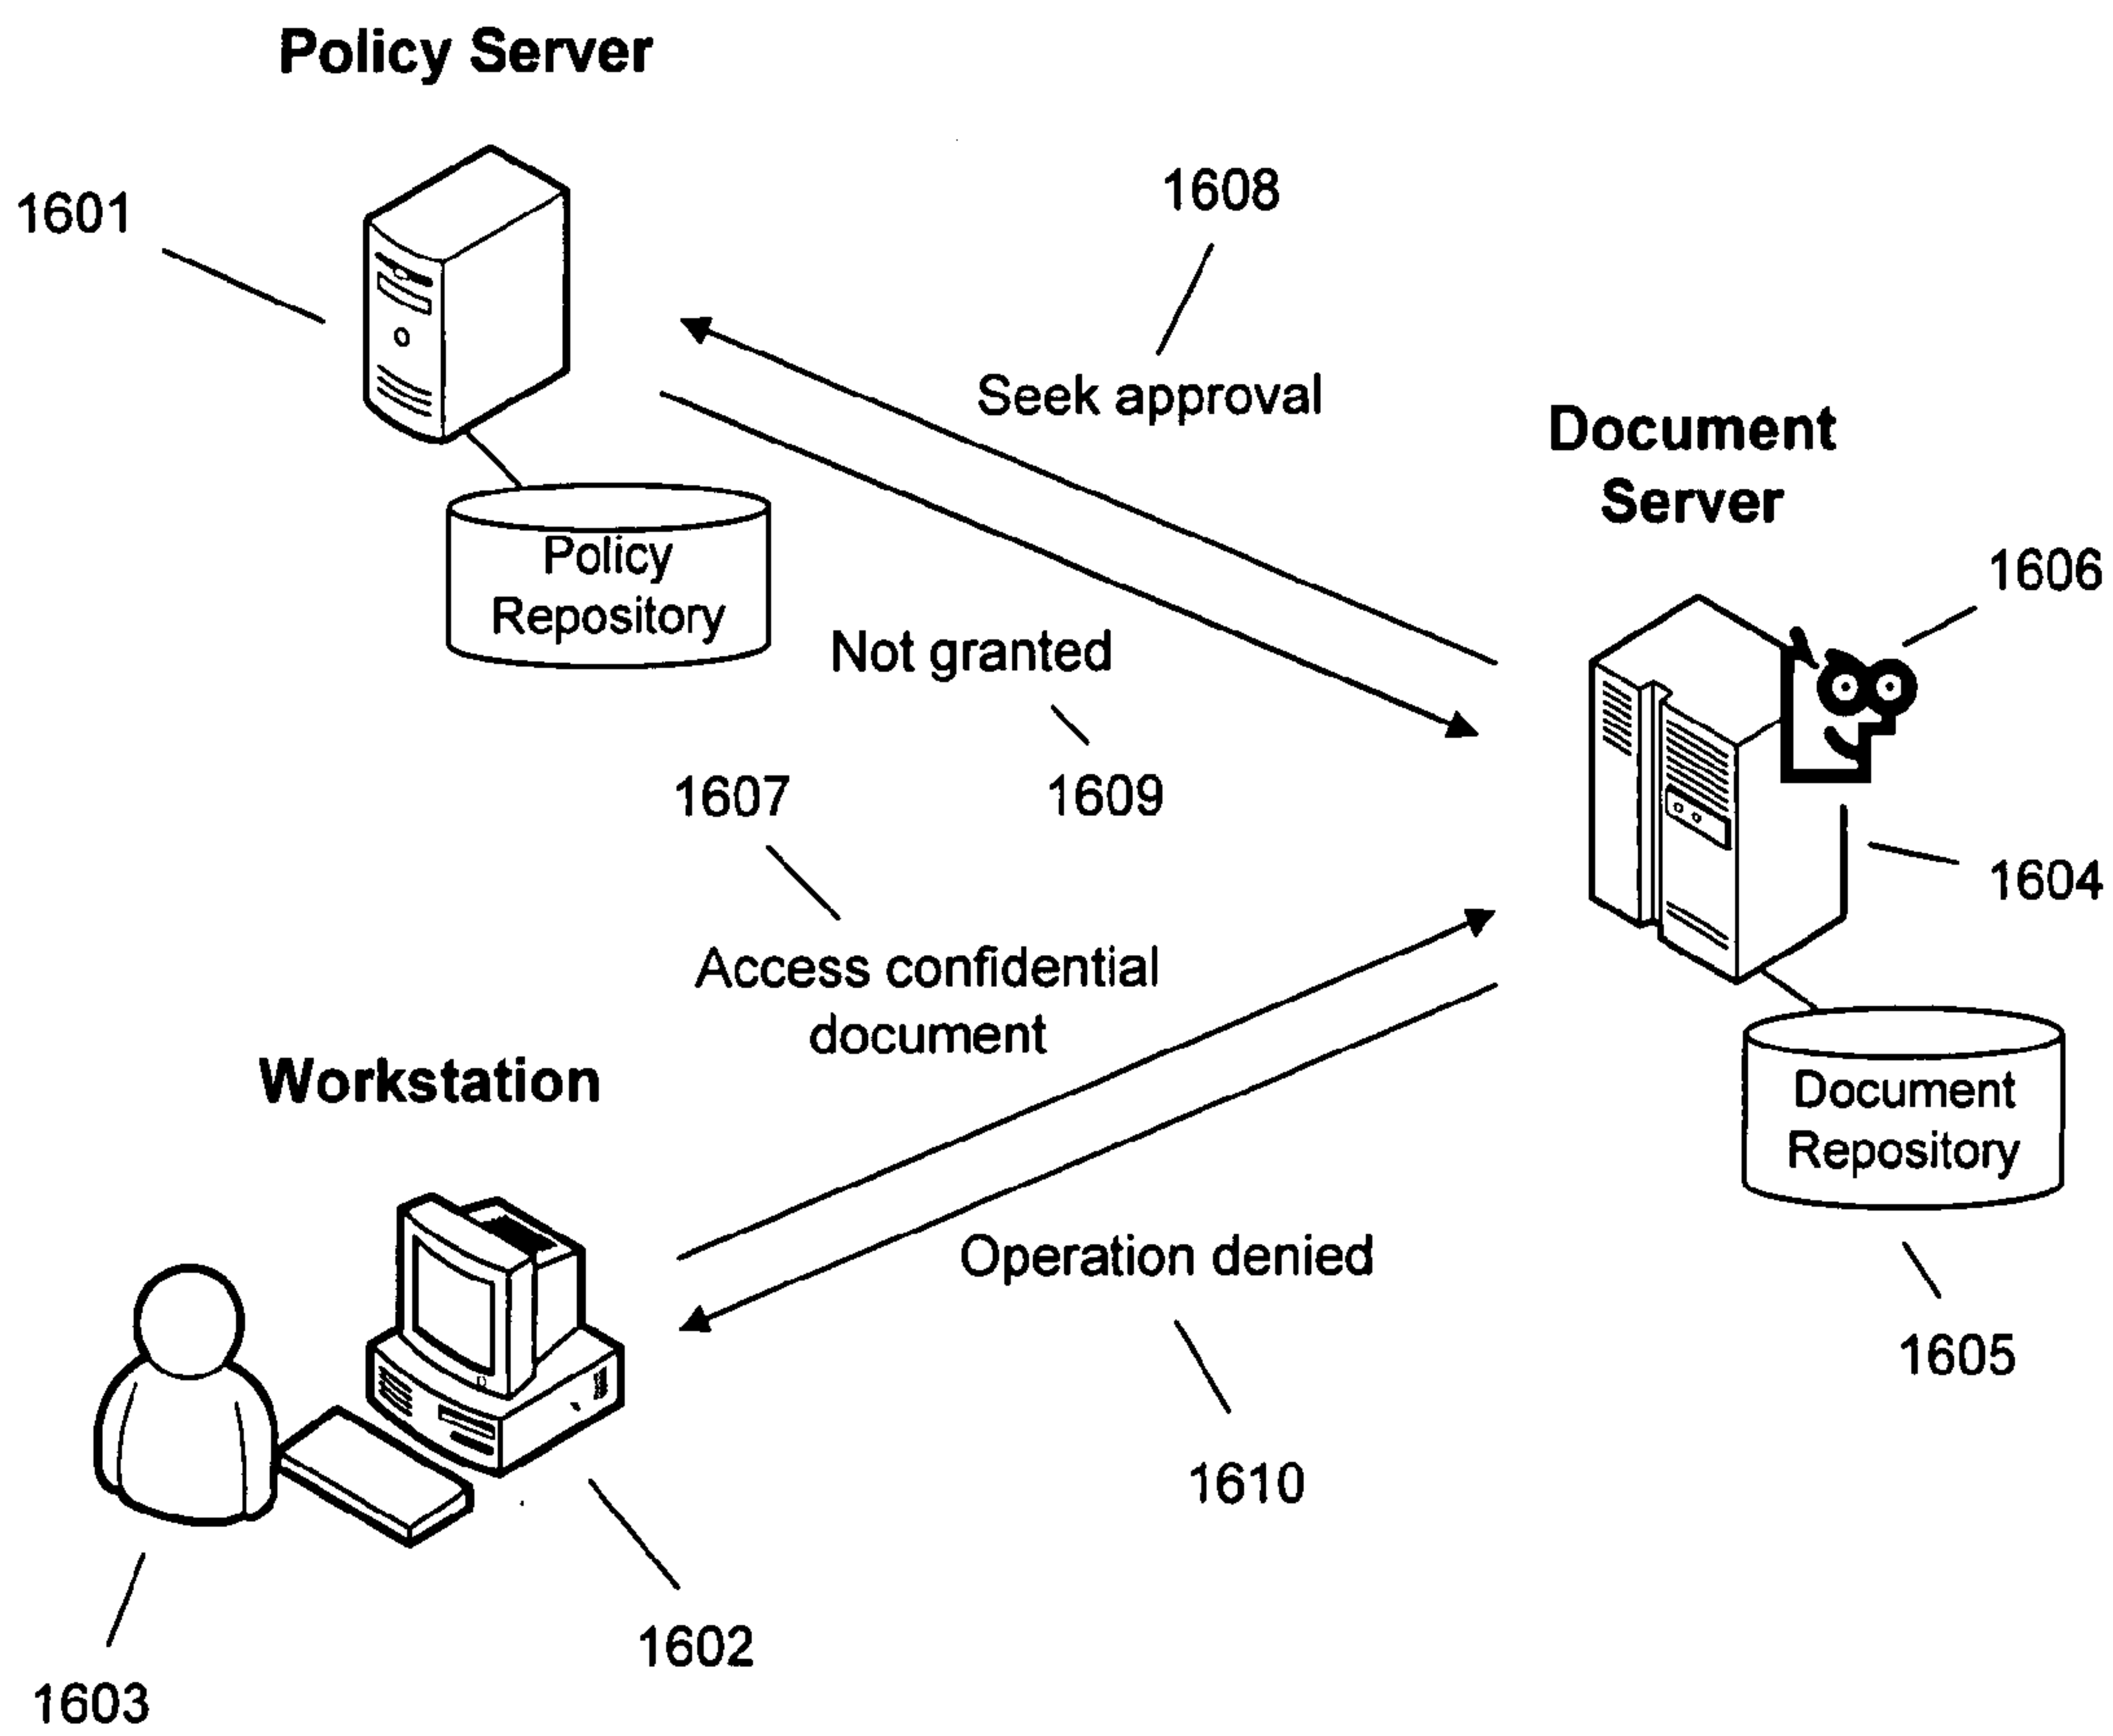 Policy Server
1601
1608
Seek approval
Document
Server
Policy
Repository
1606
Not granted
1607
1609
1604
Access confidential
document
Workstation
Document
Repository
Operation denied
1605
1610
1602
1603